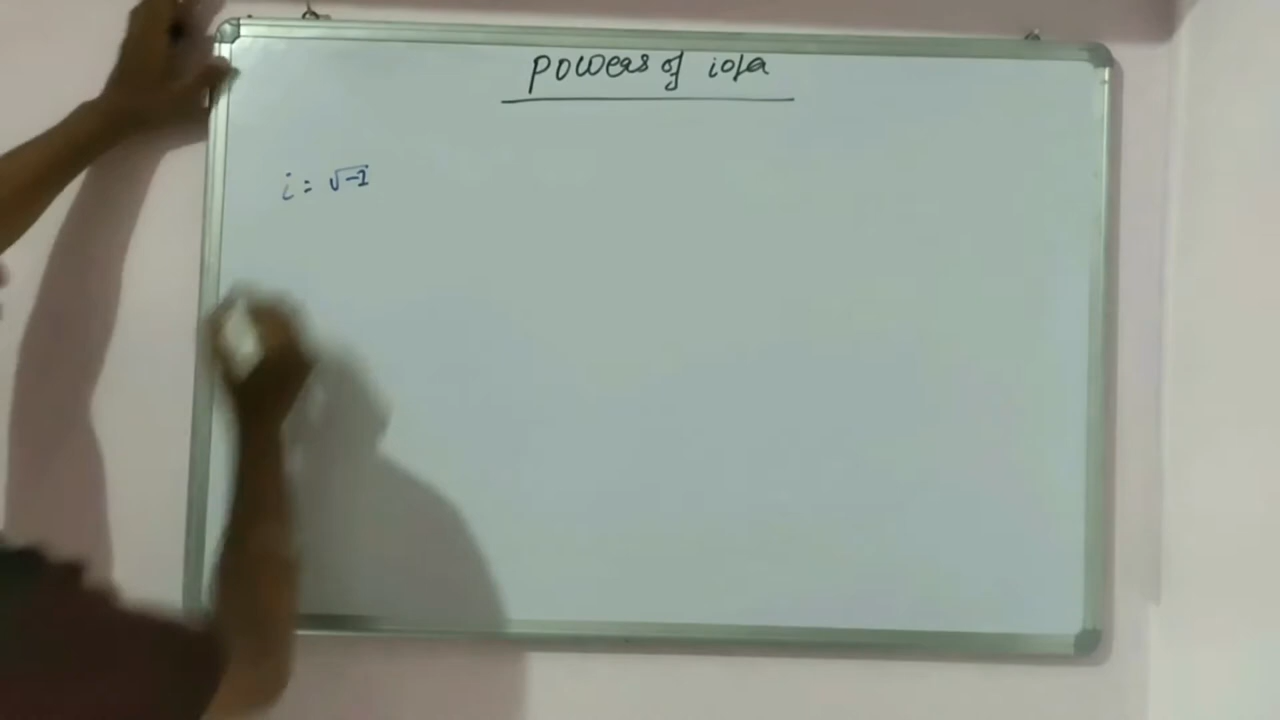 Powers of iota
i = √-1